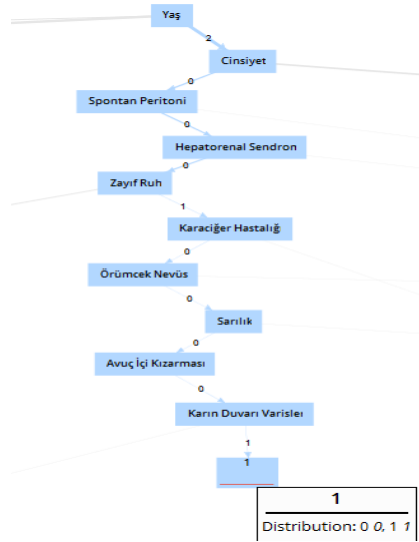 Yaş
2
Cinsiyet
0
Spontan Peritoni
0
Hepatorenal Sendron
0
Zayıf Ruh
1
Karaciğer Hastalığı
0
Örümcek Nevüs
0
Sarılık
0
Avuç İçi Kızarması
0
Karın Duvarı Varisleı
1
1
1
Distribution: 0 0, 1 1